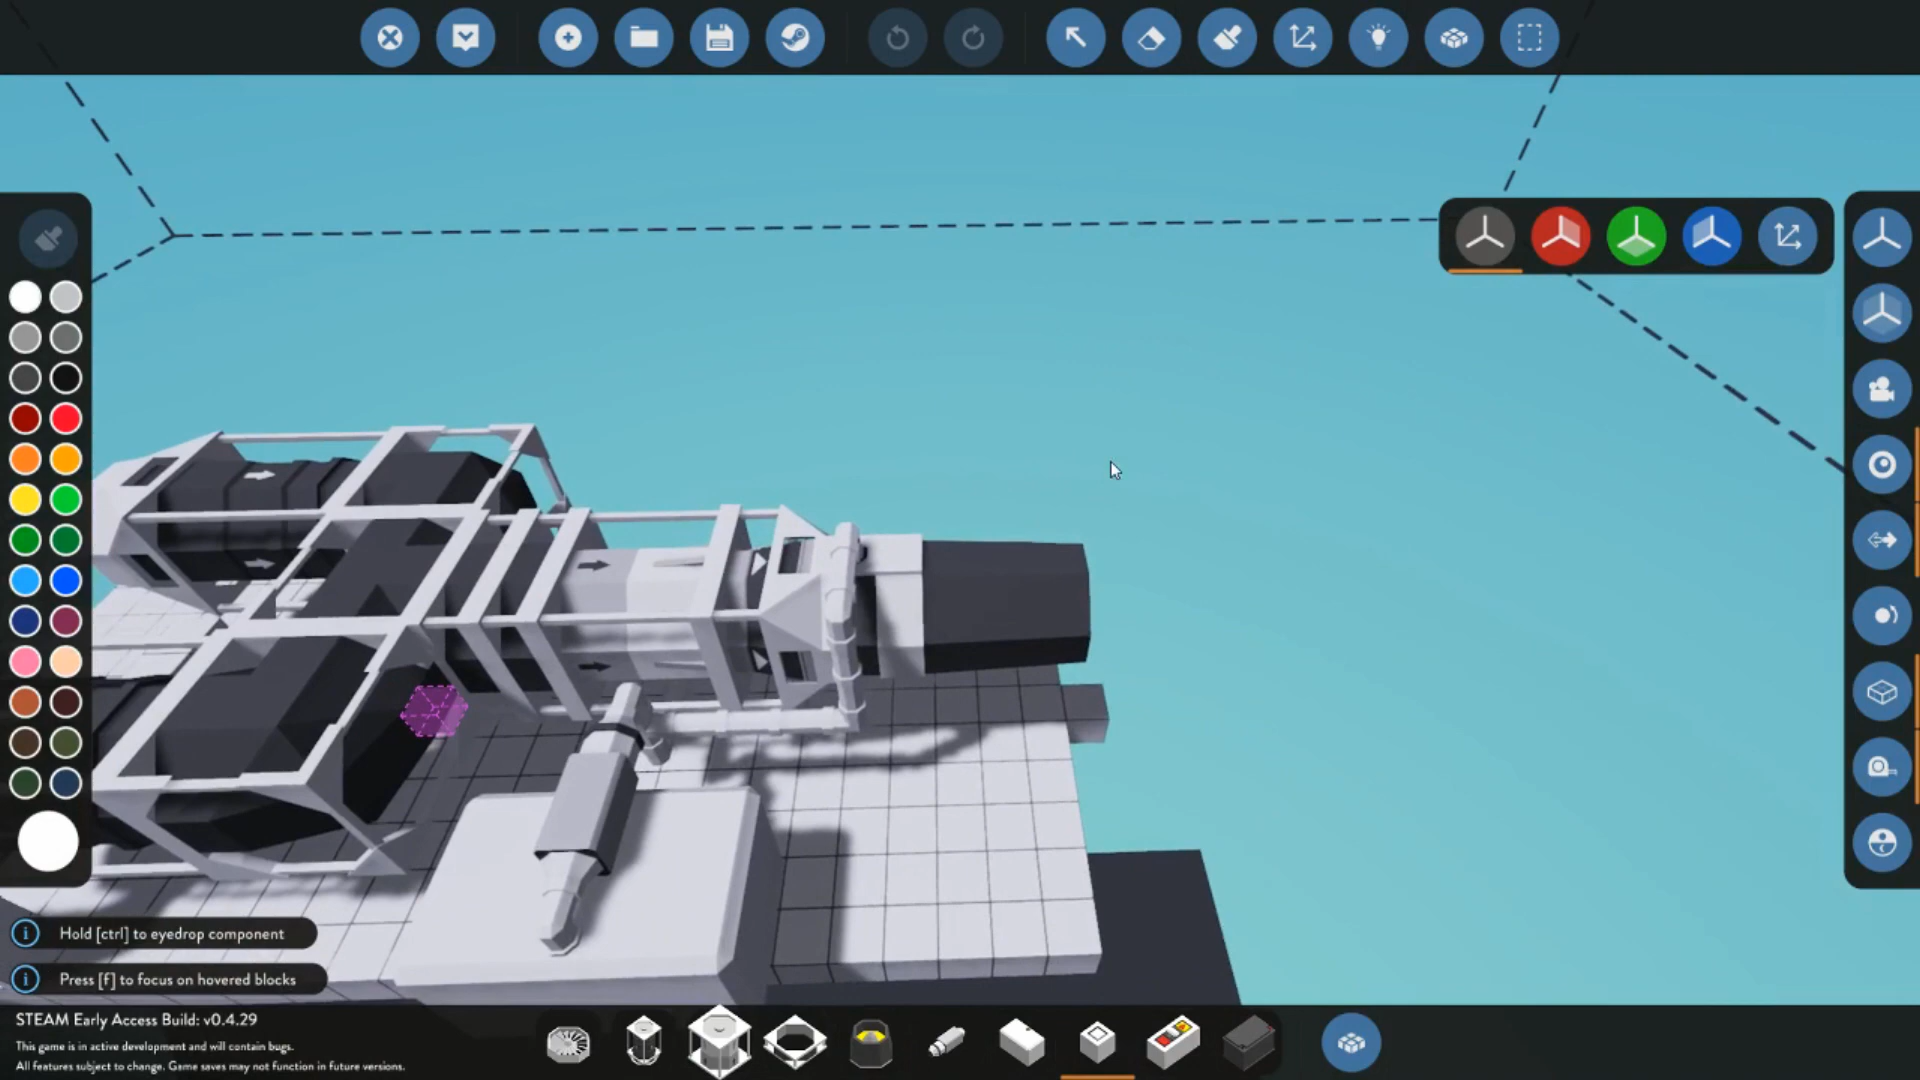 Hold [ctrl] to eyedrop component
Press [f] to focus on hovered blocks
STEAM Early Access Build: v0.4.29
This game is in active development and will contain bugs.
All features subject to change. Game saves may not function in future versions.